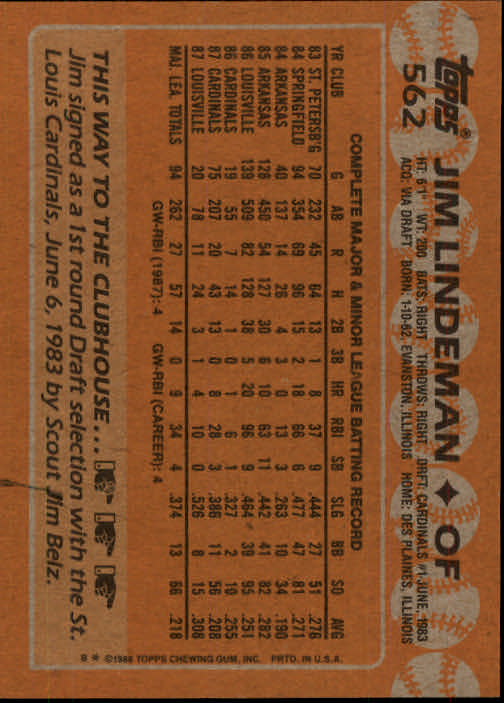 topps®
562
JIM LINDEMAN ✦ OF
HT: 6'1" WT: 200 BATS: RIGHT THROWS: RIGHT DRFT: CARDINALS #1-JUNE, 1983
ACQ: VIA DRAFT BORN: 1-10-62, EVANSTON, ILLINOIS HOME: DES PLAINES, ILLINOIS
COMPLETE MAJOR & MINOR LEAGUE BATTING RECORD
YR CLUB G AB R H 2B 3B HR RBI SB SLG BB SO AVG
83 ST. PETERSB'G 70 232 45 64 13 1 8 37 9 .444 27 51 .276
84 SPRINGFIELD 94 354 69 96 15 2 18 66 6 .477 47 81 .271
84 ARKANSAS 40 137 14 26 4 3 0 13 3 .263 10 34 .190
85 ARKANSAS 128 450 54 127 30 6 10 63 11 .442 41 82 .282
86 LOUISVILLE 139 509 82 128 38 5 20 96 9 .464 39 95 .251
86 CARDINALS 19 55 7 14 1 0 1 6 1 .327 2 10 .255
87 CARDINALS 75 207 20 43 13 0 8 28 3 .386 11 56 .208
87 LOUISVILLE 20 78 11 24 3 1 4 10 0 .526 8 15 .308
MAJ. LEA. TOTALS 94 262 27 57 14 0 9 34 4 .374 13 66 .218
GW-RBI (1987): 4 GW-RBI (CAREER): 4
THIS WAY TO THE CLUBHOUSE...
Jim signed as a 1st round Draft selection with the St.
Louis Cardinals, June 6, 1983 by Scout Jim Belz.
B * ©1988 TOPPS CHEWING GUM, INC. PRTD. IN U.S.A.